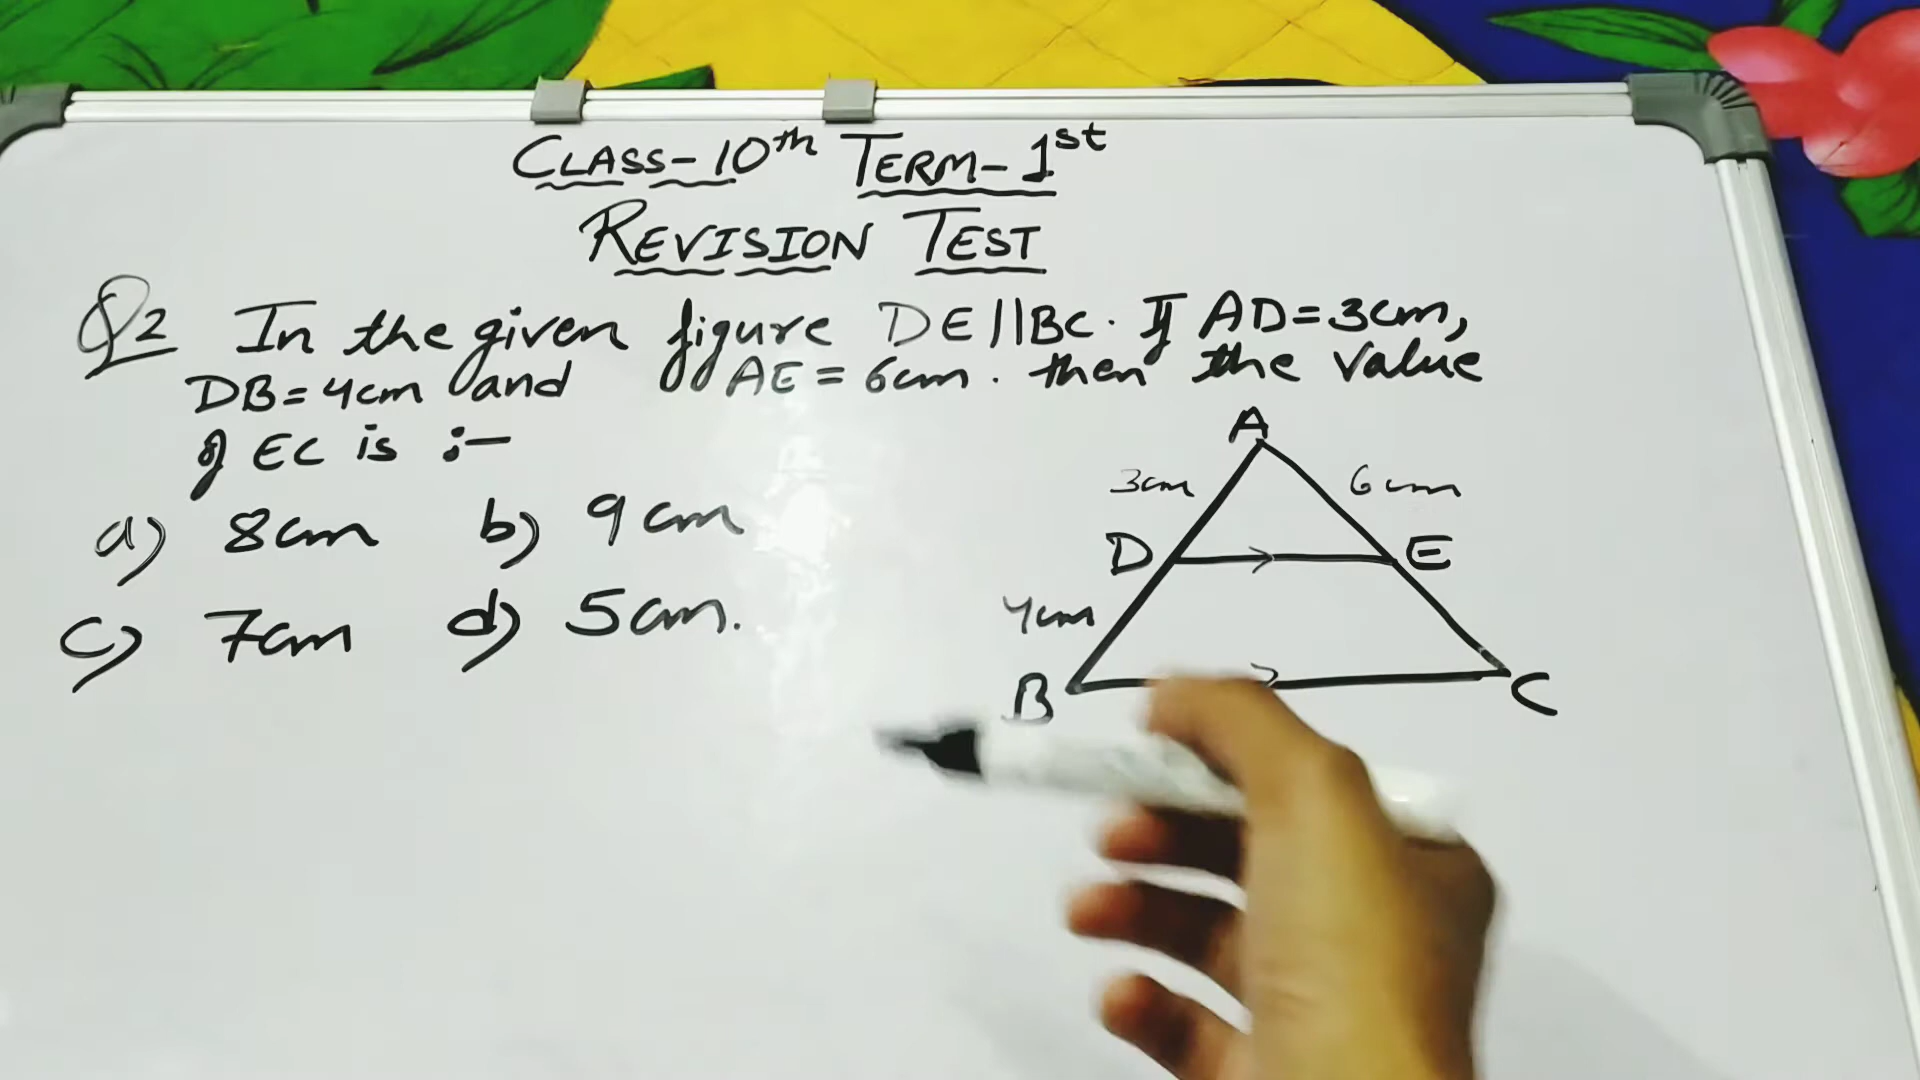 CLASS-10th TERM-1st
REVISION TEST
Q2 In the given figure DE||BC. If AD=3cm,
DB=4cm and AE=6cm. then the value
of EC is :-
a) 8cm b) 9cm
c) 7cm d) 5cm.
A
3cm 6cm
D E
4cm
B C